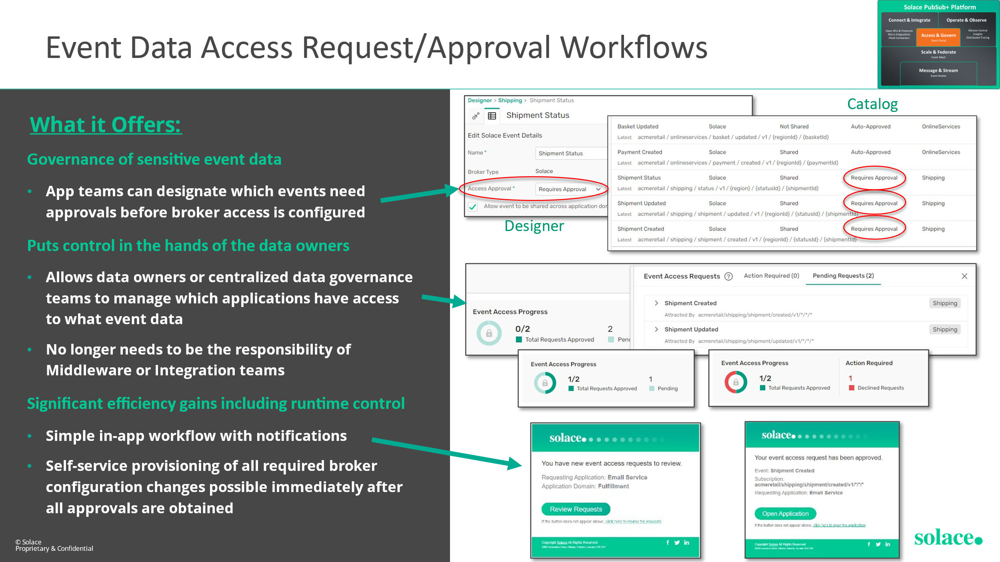 Event Data Access Request/Approval Workflows
Solace PubSub+ Platform
Connect & Integrate
Operate & Observe
Open APIs & Protocols
Micro Integrations
iPaaS Connectors
Access & Govern
Event Portal
Mission Control
Insights
Distributed Tracing
Scale & Federate
Event Mesh
Message & Stream
Event Broker
What it Offers:
Governance of sensitive event data
• App teams can designate which events need
approvals before broker access is configured
Puts control in the hands of the data owners
• Allows data owners or centralized data governance
teams to manage which applications have access
to what event data
• No longer needs to be the responsibility of
Middleware or Integration teams
Significant efficiency gains including runtime control
• Simple in-app workflow with notifications
• Self-service provisioning of all required broker
configuration changes possible immediately after
all approvals are obtained
© Solace
Proprietary & Confidential
Designer > Shipping > Shipment Status
Shipment Status
Edit Solace Event Details
Name * Shipment Status
Broker Type Solace
Access Approval * Requires Approval
Allow event to be shared across application dor
Designer
Catalog
Basket Updated Solace Not Shared Auto-Approved OnlineServices
Latest acmeretail / onlineservices / basket / updated / v1 / {regionId} / {basketId}
Payment Created Solace Shared Auto-Approved OnlineServices
Latest acmeretail / onlineservices / payment / created / v1 / {regionId} / {paymentId}
Shipment Status Solace Shared Requires Approval Shipping
Latest acmeretail / shipping / status / v1 / {region} / {statusId} / {shipmentId}
Shipment Updated Solace Shared Requires Approval Shipping
Latest acmeretail / shipping / shipment / updated / v1 / {regionId} / {statusId} / {shipmentId}
Shipment Created Solace Shared Requires Approval Shipping
Latest acmeretail / shipping / shipment / created / v1 / {regionId} / {statusId} / {shipmentId}
Event Access Requests ? Action Required (0) Pending Requests (2)
Shipment Created Shipping
Attracted By acmeretail/shipping/shipment/created/v1/*/*/*
Shipment Updated Shipping
Attracted By acmeretail/shipping/shipment/updated/v1/*/*/*
Event Access Progress
0/2 2
Total Requests Approved Penc
Event Access Progress
1/2 1
Total Requests Approved Pending
Event Access Progress Action Required
1/2 1
Total Requests Approved Declined Requests
solace
You have new event access requests to review.
Requesting Application: Email Service
Application Domain: Fulfillment
Review Requests
If the button does not appear above, click here to review the requests
Copyright Solace All Rights Reserved
solace
Your event access request has been approved.
Event: Shipment Created
Subscription:
acmeretail/shipping/shipment/created/v1/*/*/*
Requesting Application: Email Service
Open Application
If the button does not appear above, click here to open the application
Copyright Solace All Rights Reserved
solace.